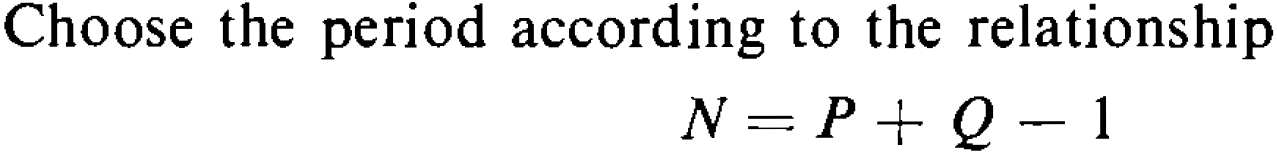 Choose the period according to the relationship
N = P + Q − 1